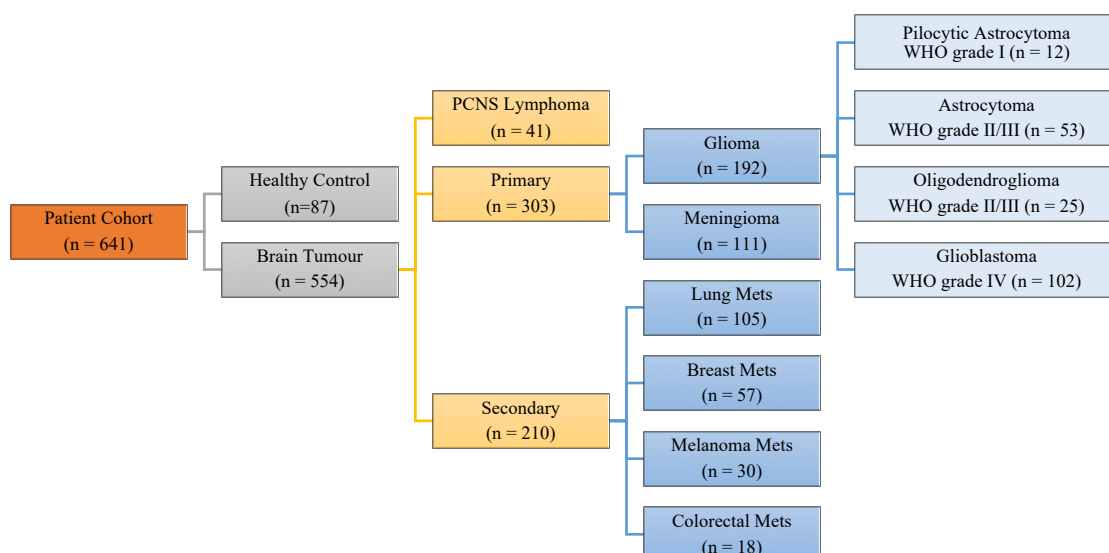 Patient Cohort
(n = 641)
Healthy Control
(n=87)
Brain Tumour
(n = 554)
PCNS Lymphoma
(n = 41)
Primary
(n = 303)
Secondary
(n = 210)
Glioma
(n = 192)
Meningioma
(n = 111)
Lung Mets
(n = 105)
Breast Mets
(n = 57)
Melanoma Mets
(n = 30)
Colorectal Mets
(n = 18)
Pilocytic Astrocytoma
WHO grade I (n = 12)
Astrocytoma
WHO grade II/III (n = 53)
Oligodendroglioma
WHO grade II/III (n = 25)
Glioblastoma
WHO grade IV (n = 102)